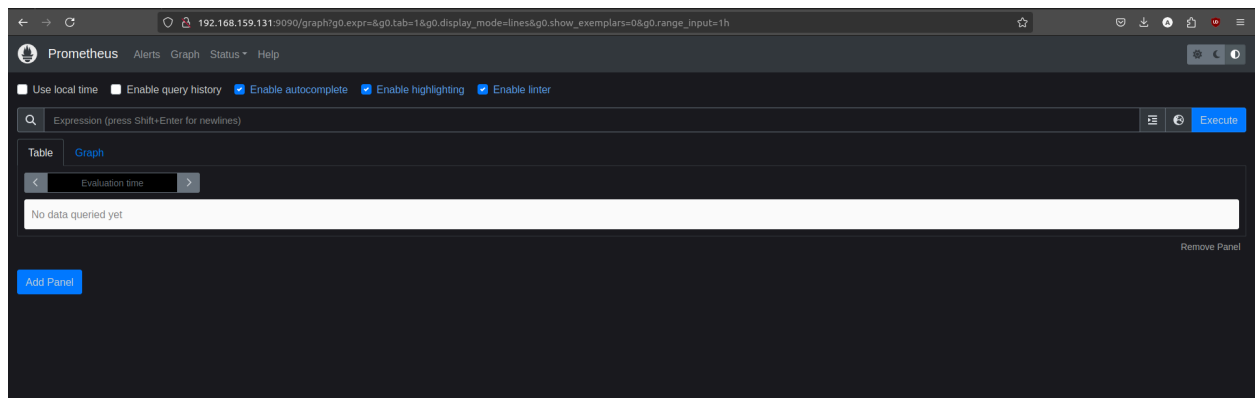 192.168.159.131:9090/graph?g0.expr=&g0.tab=1&g0.display_mode=lines&g0.show_exemplars=0&g0.range_input=1h
Prometheus Alerts Graph Status Help
Use local time Enable query history Enable autocomplete Enable highlighting Enable linter
Expression (press Shift+Enter for newlines) Execute
Table Graph
Evaluation time
No data queried yet
Remove Panel
Add Panel